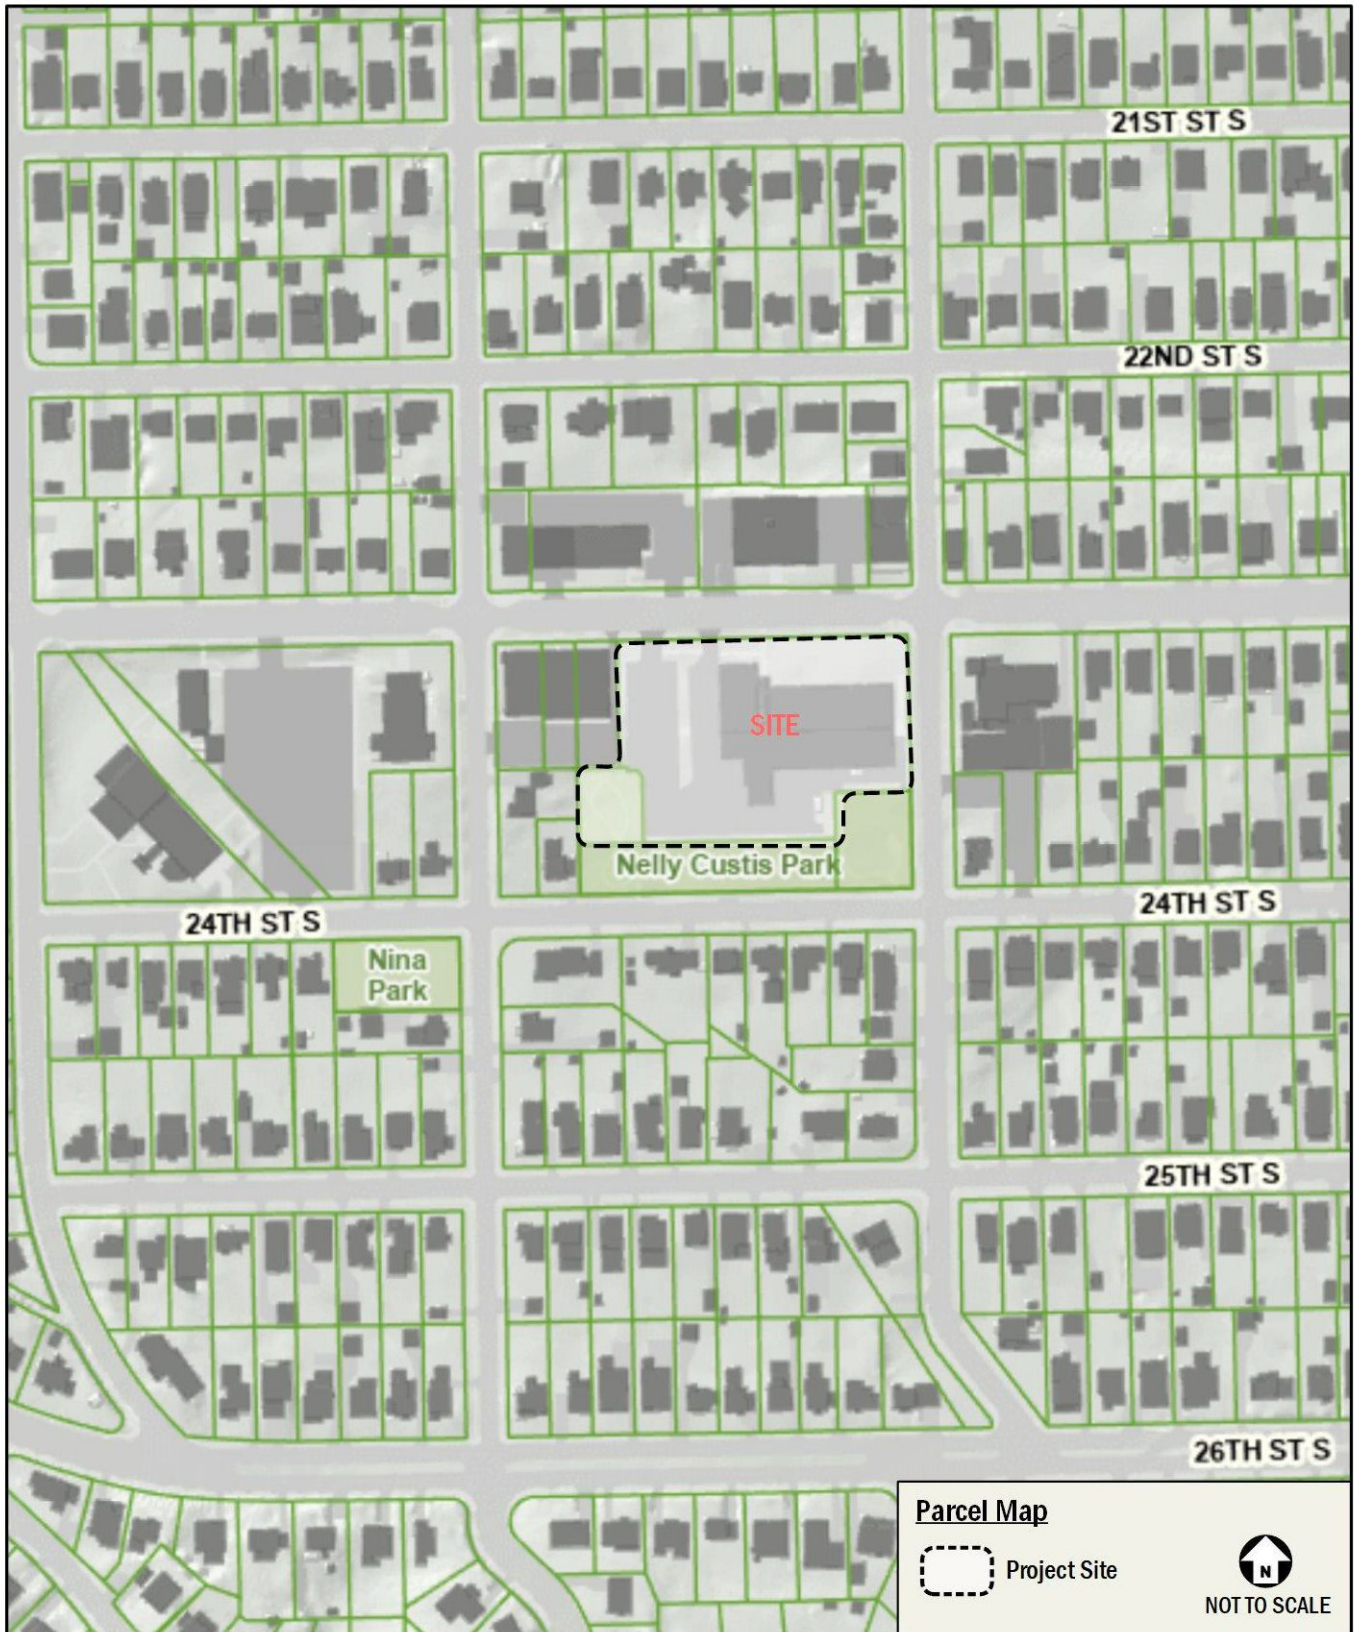 21ST ST S
22ND ST S
SITE
Nelly Custis Park
24TH ST S
24TH ST S
Nina
Park
25TH ST S
26TH ST S
Parcel Map
Project Site
N
NOT TO SCALE